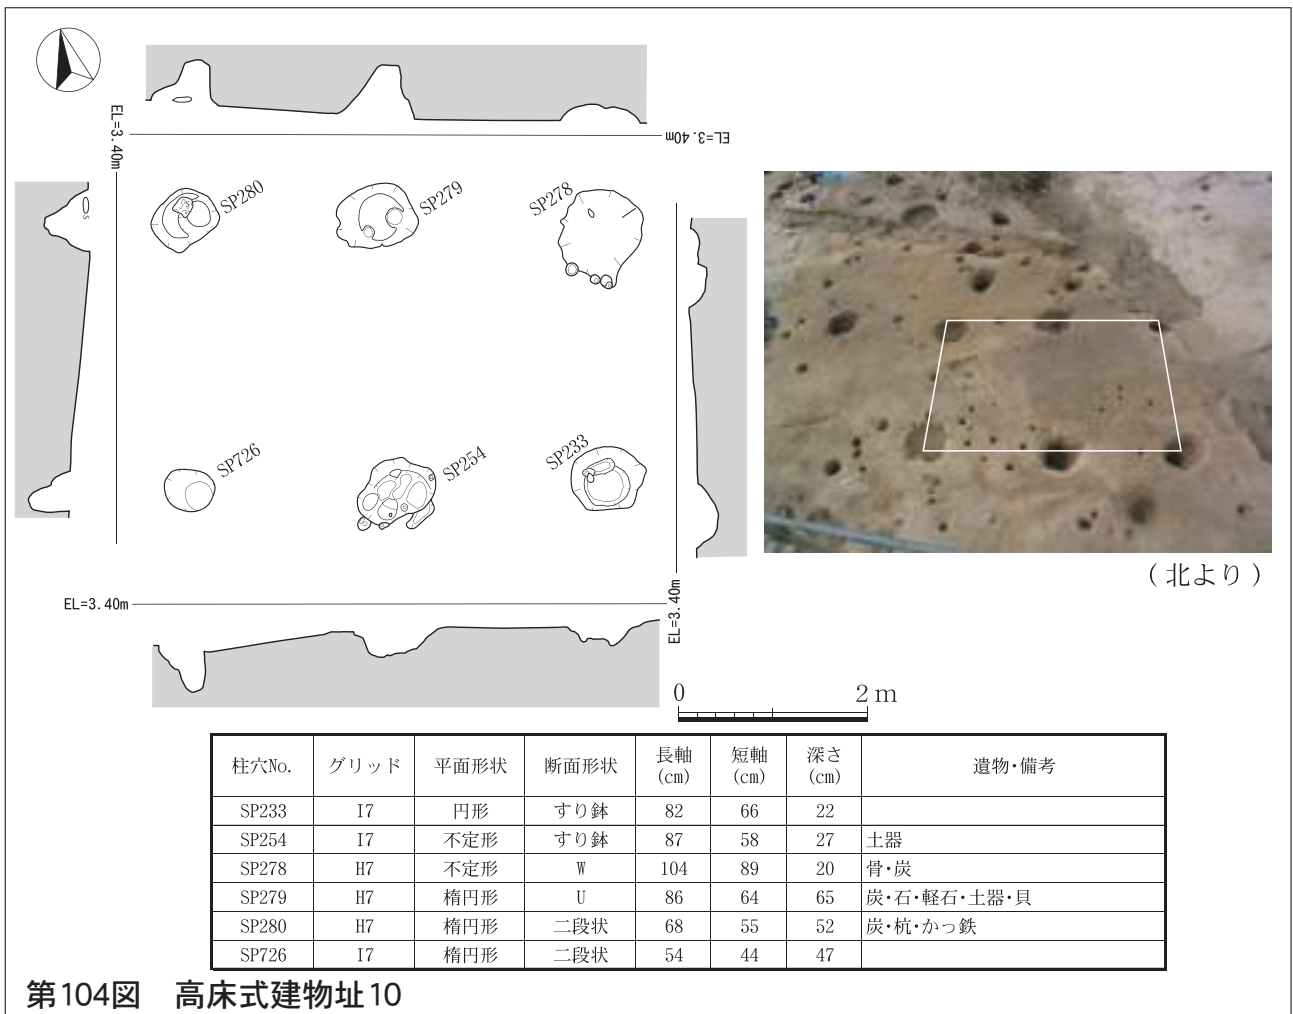 EL=3.40m
EL=3.40m
SP280
SP279
SP278
S
S
SP726
SP254
SP233
(北より)
EL=3.40m
EL=3.40m
0 2m
柱穴No. グリッド 平面形状 断面形状 長軸(cm) 短軸(cm) 深さ(cm) 遺物・備考
SP233 I7 円形 すり鉢 82 66 22
SP254 I7 不定形 すり鉢 87 58 27 土器
SP278 H7 不定形 W 104 89 20 骨・炭
SP279 H7 楕円形 U 86 64 65 炭・石・軽石・土器・貝
SP280 H7 楕円形 二段状 68 55 52 炭・杭・かっ鉄
SP726 I7 楕円形 二段状 54 44 47
第104図 高床式建物址10